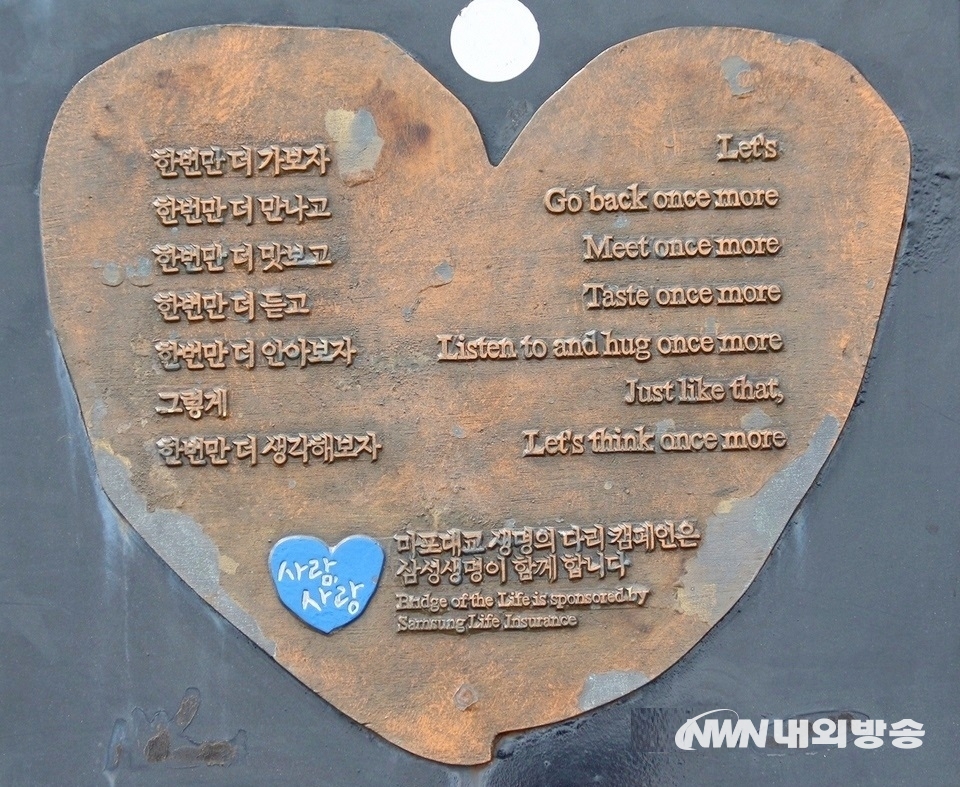 한번만 더 가보자
한번만 더 만나고
한번만 더 맛보고
한번만 더 듣고
한번만 더 안아보자
그렇게
한번만 더 생각해보자
Let's
Go back once more
Meet once more
Taste once more
Listen to and hug once more
Just like that,
Let's think once more
사람,
사랑
마포대교 생명의 다리 캠페인은
삼성생명이 함께 합니다
Bridge of the Life is sponsored by
Samsung Life Insurance
NWN내외방송